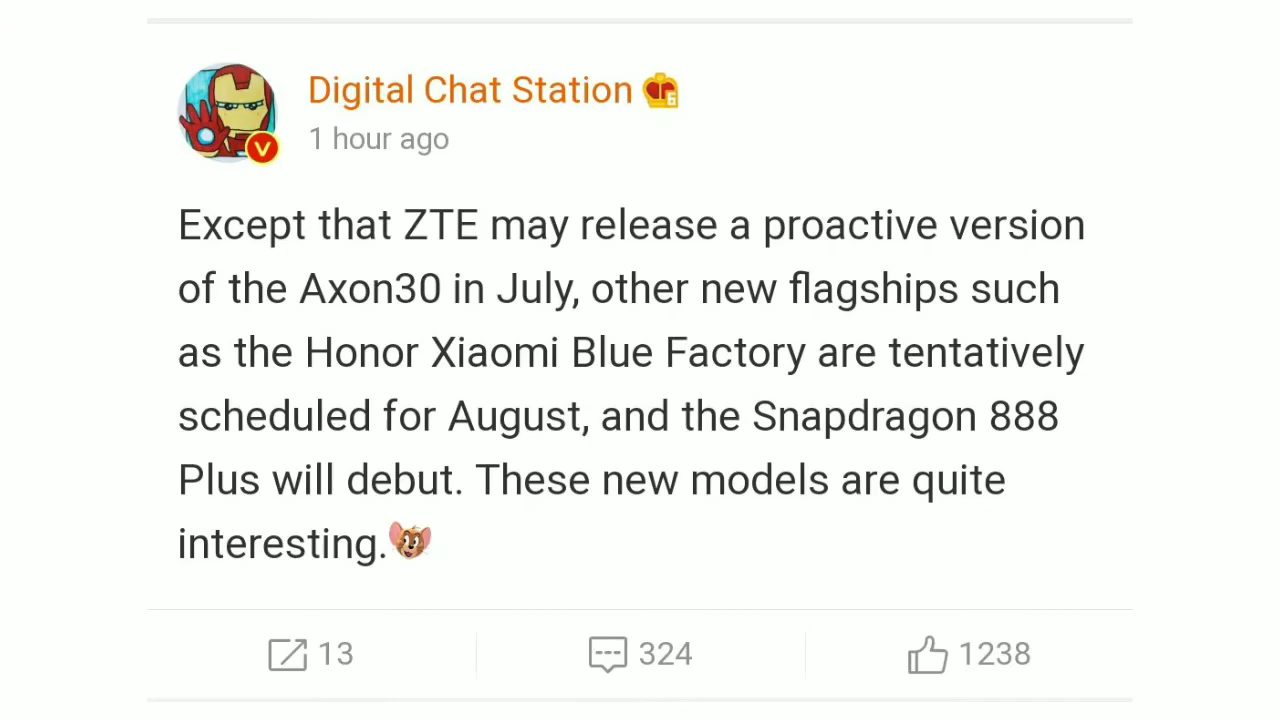 Digital Chat Station
1 hour ago
Except that ZTE may release a proactive version
of the Axon30 in July, other new flagships such
as the Honor Xiaomi Blue Factory are tentatively
scheduled for August, and the Snapdragon 888
Plus will debut. These new models are quite
interesting.
13 324 1238